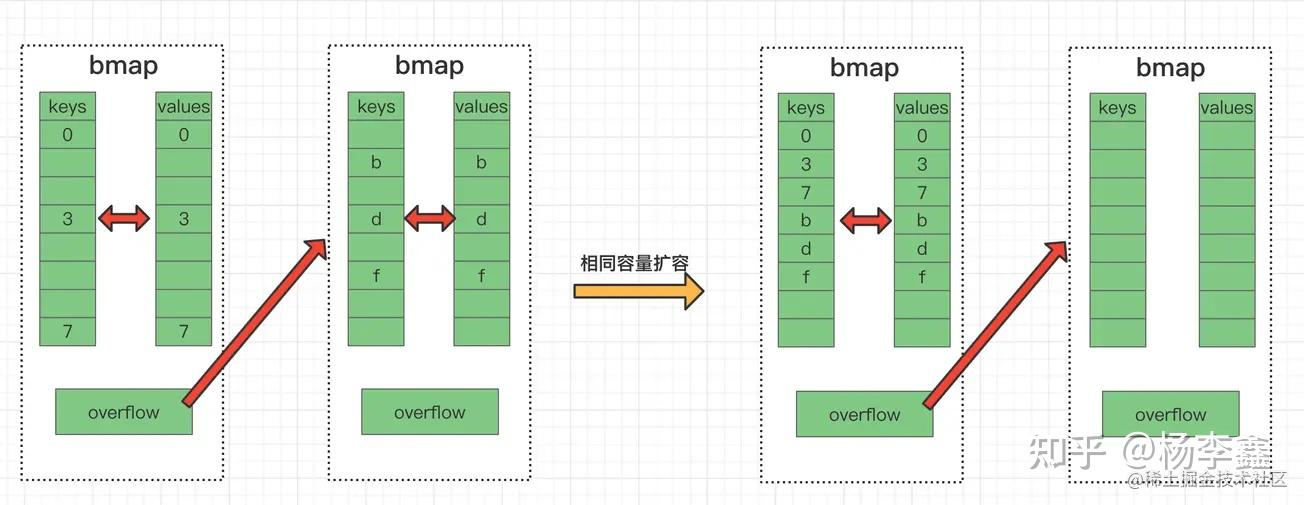 bmap
keys values
0 0
3 3
7 7
overflow
bmap
keys values
b b
d d
f f
overflow
相同容量扩容
bmap
keys values
0 0
3 3
7 7
b b
d d
f f
overflow
bmap
keys values
overflow
知乎 @杨李鑫
@稀土掘金技术社区